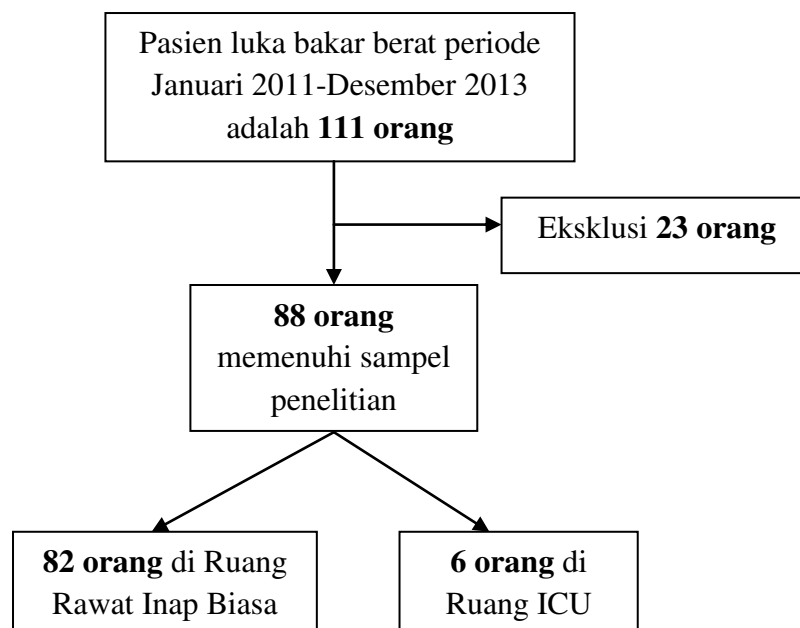 Pasien luka bakar berat periode
Januari 2011-Desember 2013
adalah 111 orang
Eksklusi 23 orang
88 orang
memenuhi sampel
penelitian
82 orang di Ruang
Rawat Inap Biasa
6 orang di
Ruang ICU